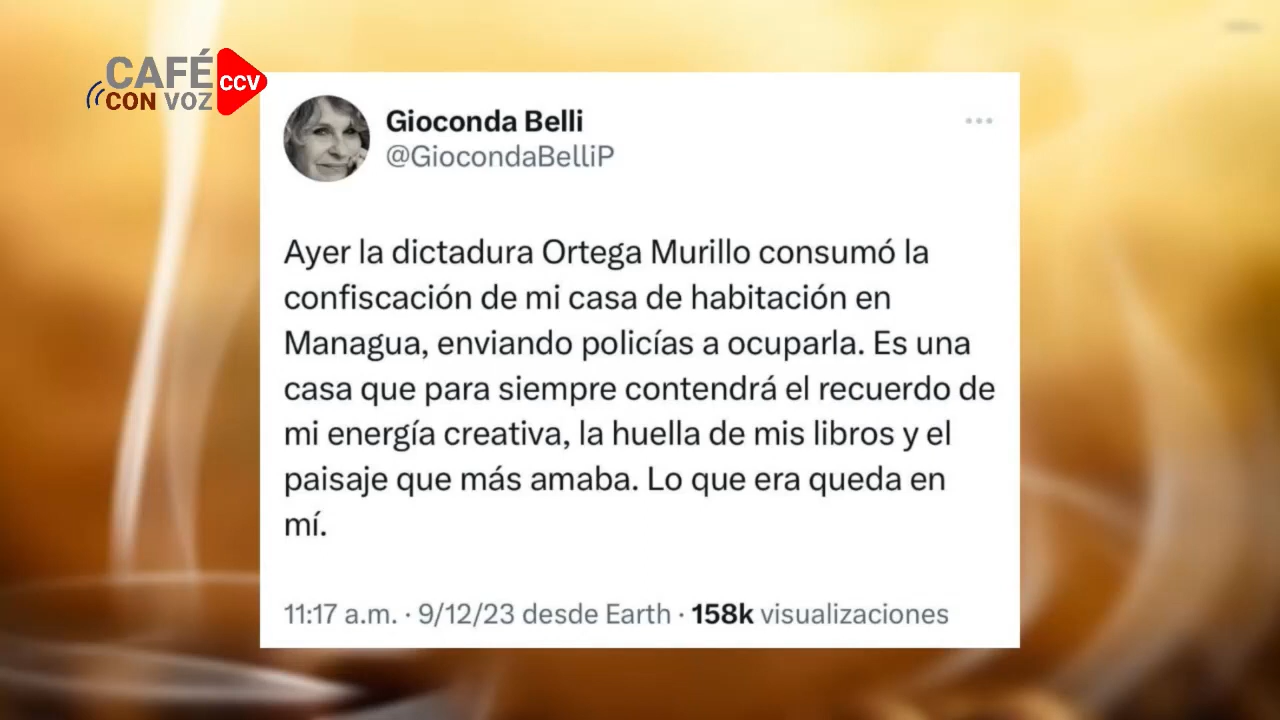 CAFÉ
CON VOZ
CCV
Gioconda Belli
@GiocondaBelliP
Ayer la dictadura Ortega Murillo consumó la
confiscación de mi casa de habitación en
Managua, enviando policías a ocuparla. Es una
casa que para siempre contendrá el recuerdo de
mi energía creativa, la huella de mis libros y el
paisaje que más amaba. Lo que era queda en
mí.
11:17 a.m. · 9/12/23 desde Earth · 158k visualizaciones